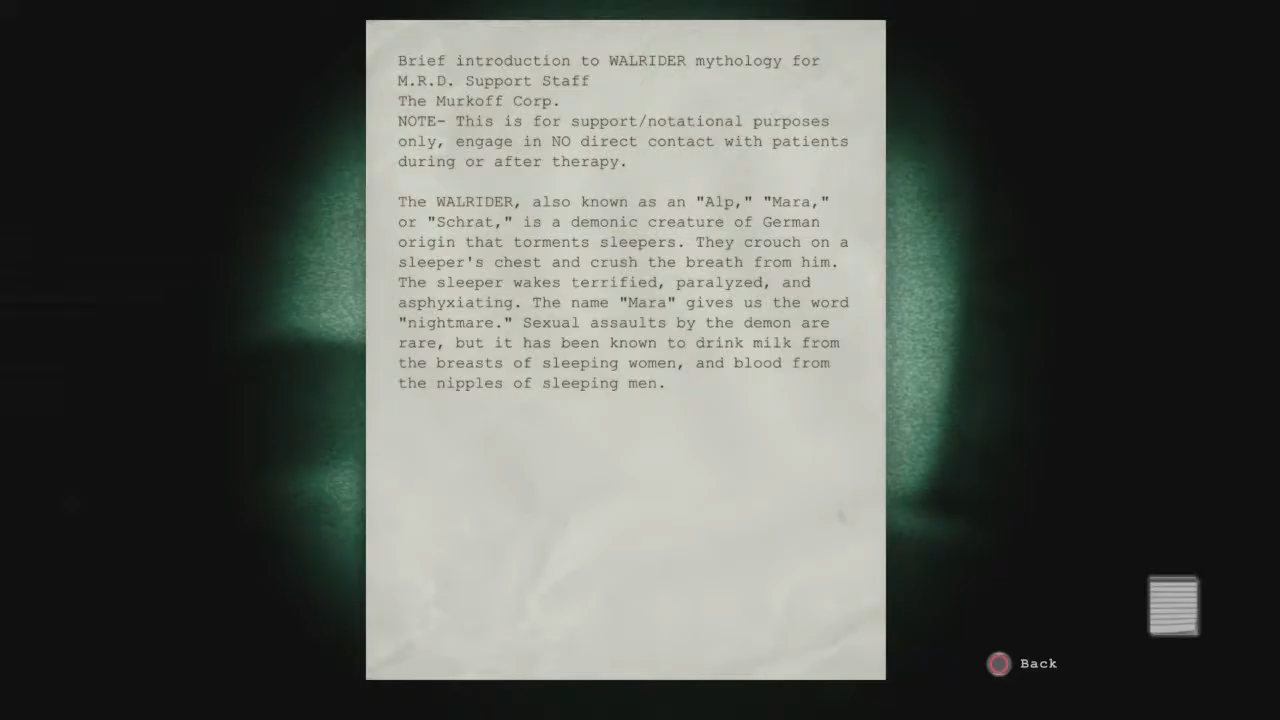 Brief introduction to WALRIDER mythology for
M.R.D. Support Staff
The Murkoff Corp.
NOTE- This is for support/notational purposes
only, engage in NO direct contact with patients
during or after therapy.
The WALRIDER, also known as an "Alp," "Mara,"
or "Schrat," is a demonic creature of German
origin that torments sleepers. They crouch on a
sleeper's chest and crush the breath from him.
The sleeper wakes terrified, paralyzed, and
asphyxiating. The name "Mara" gives us the word
"nightmare." Sexual assaults by the demon are
rare, but it has been known to drink milk from
the breasts of sleeping women, and blood from
the nipples of sleeping men.
Back